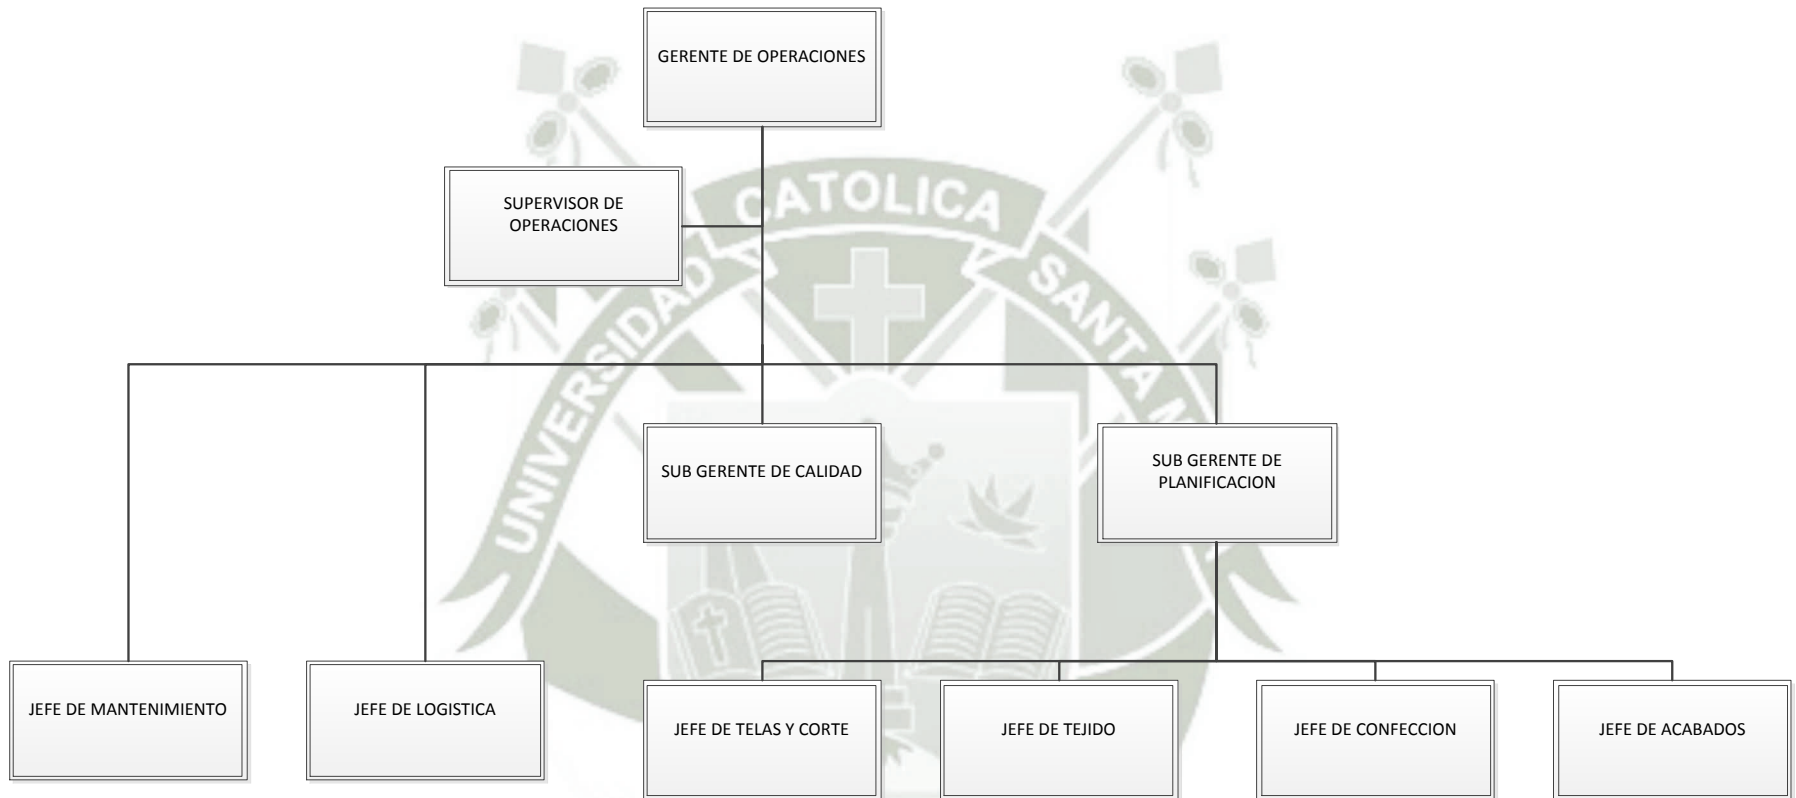 GERENTE DE OPERACIONES
SUPERVISOR DE
OPERACIONES
UNIVERSIDAD
CATOLICA
SANTA
SUB GERENTE DE CALIDAD
SUB GERENTE DE
PLANIFICACION
JEFE DE MANTENIMIENTO
JEFE DE LOGISTICA
JEFE DE TELAS Y CORTE
JEFE DE TEJIDO
JEFE DE CONFECCION
JEFE DE ACABADOS